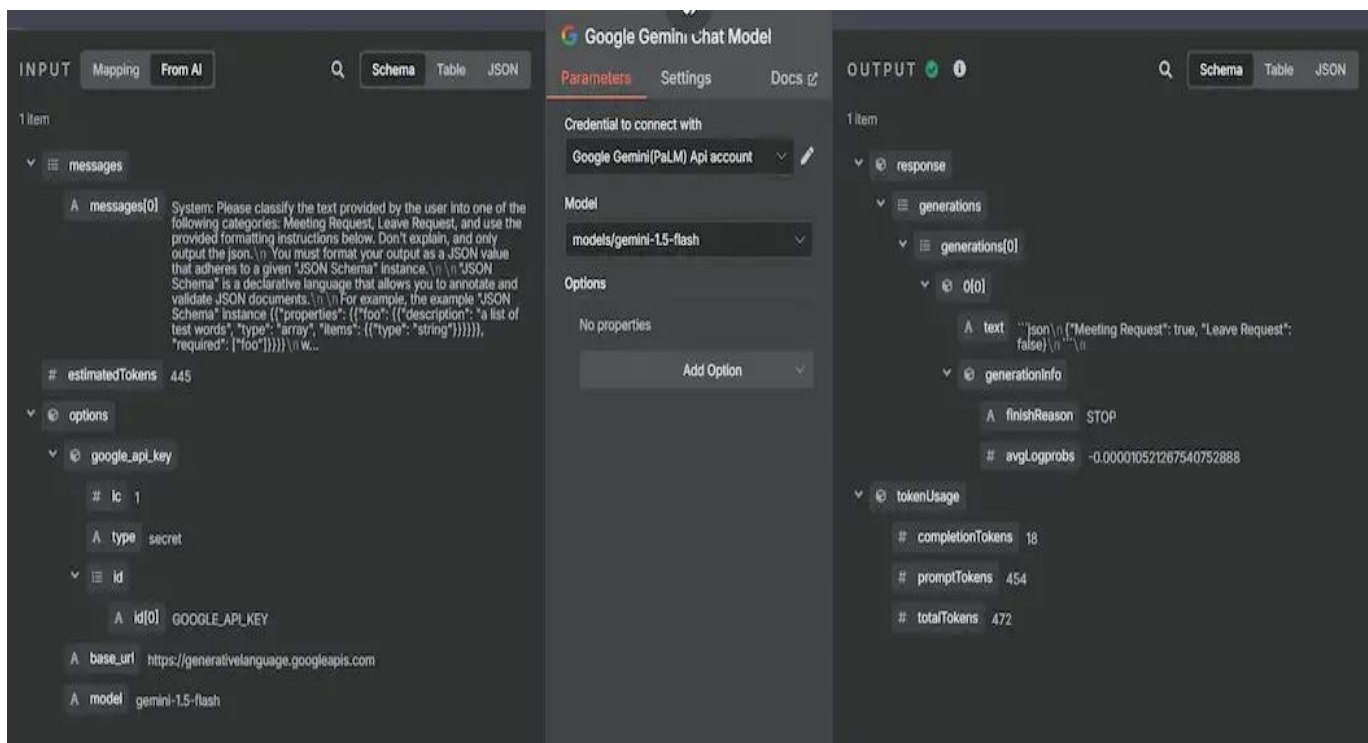 INPUT Mapping From AI Schema Table JSON
1 item
messages
messages[0] System: Please classify the text provided by the user into one of the
following categories: Meeting Request, Leave Request, and use the
provided formatting instructions below. Don't explain, and only
output the json.\n You must format your output as a JSON value
that adheres to a given "JSON Schema" instance.\n\n "JSON
Schema" is a declarative language that allows you to annotate and
validate JSON documents.\n\n For example, the example "JSON
Schema" instance {{"properties": {{"foo": {{"description": "a list of
test words", "type": "array", "items": {{"type": "string"}}}}}},
"required": ["foo"]}}}}\n w...
# estimatedTokens 445
options
google_api_key
# lc 1
A type secret
id
A id[0] GOOGLE_API_KEY
A base_url https://generativelanguage.googleapis.com
A model gemini-1.5-flash
Google Gemini Chat Model
Parameters Settings Docs
Credential to connect with
Google Gemini(PaLM) Api account
Model
models/gemini-1.5-flash
Options
No properties
Add Option
OUTPUT Schema Table JSON
1 item
response
generations
generations[0]
0[0]
A text ```json\n{"Meeting Request": true, "Leave Request":
false}\n```\n
generationInfo
A finishReason STOP
# avgLogprobs -0.000010521267540752888
tokenUsage
# completionTokens 18
# promptTokens 454
# totalTokens 472